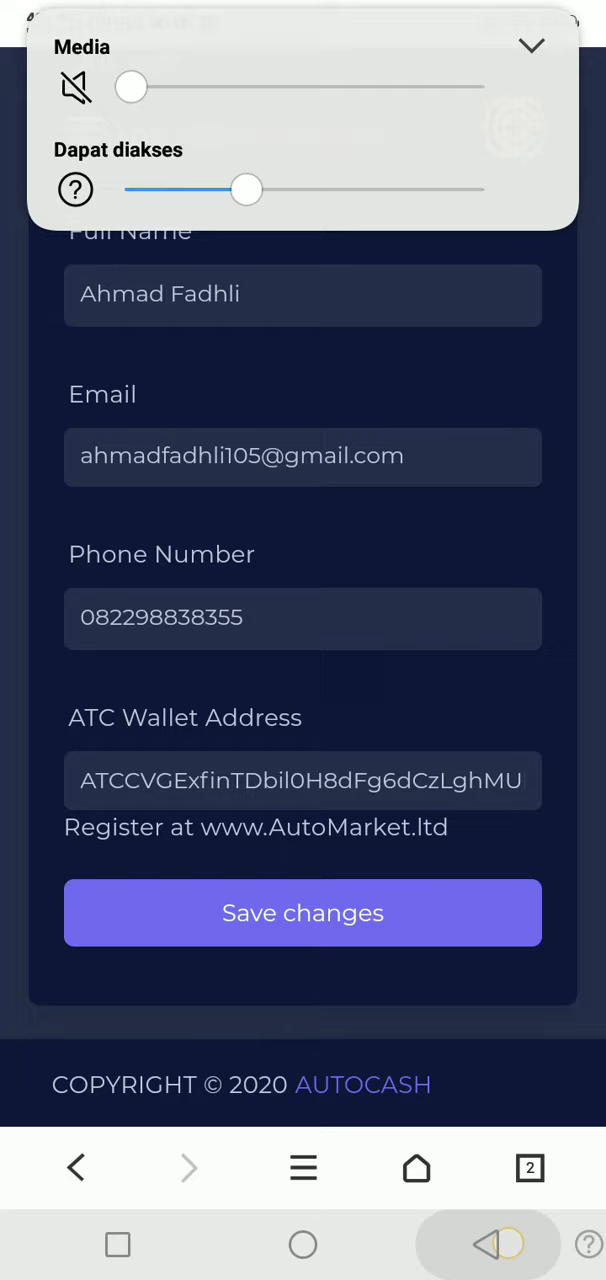 Media
Dapat diakses
?
Full Name
Ahmad Fadhli
Email
ahmadfadhli105@gmail.com
Phone Number
082298838355
ATC Wallet Address
ATCCVGExfinTDbil0H8dFg6dCzLghMU
Register at www.AutoMarket.ltd
Save changes
COPYRIGHT © 2020 AUTOCASH
2
?